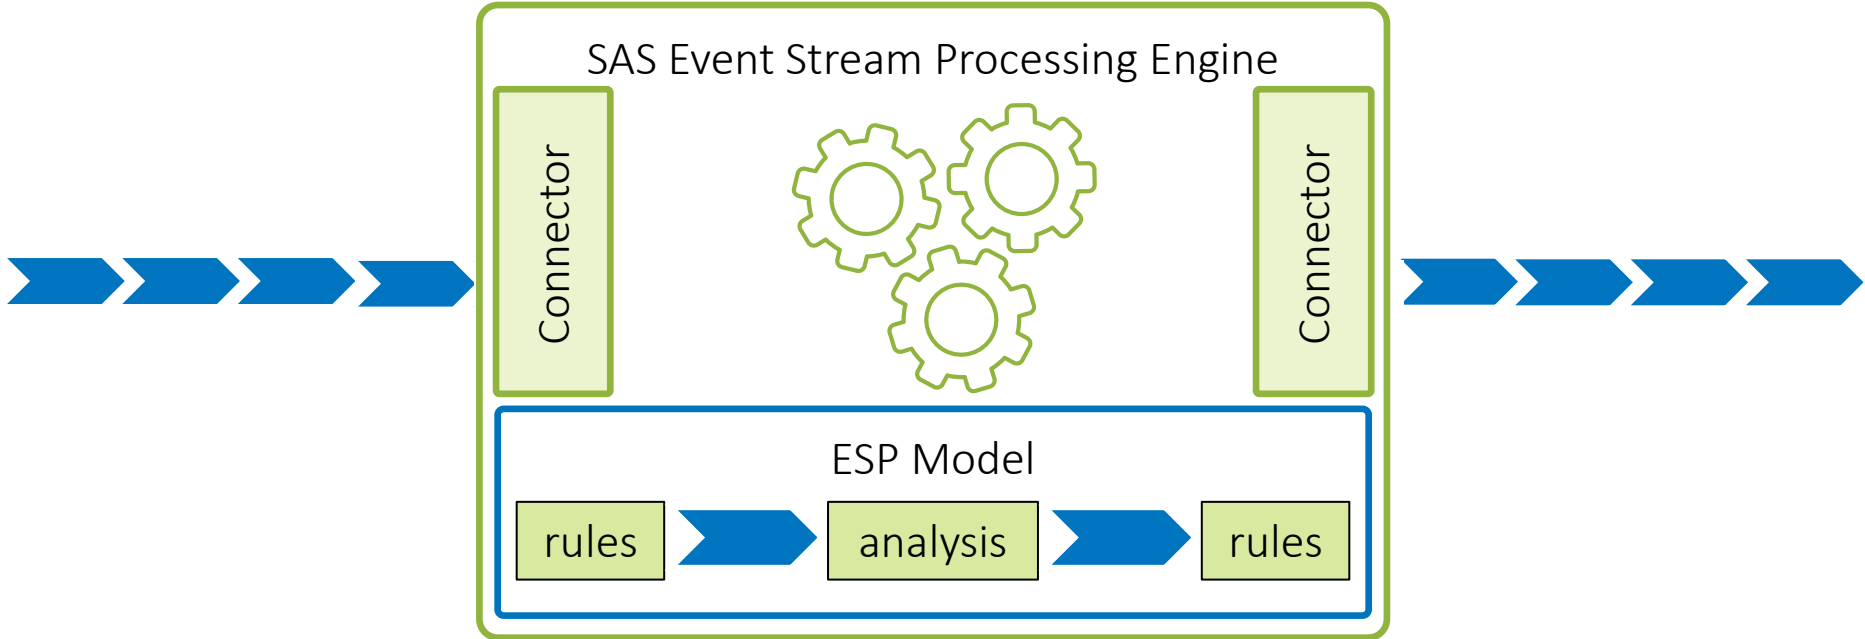 SAS Event Stream Processing Engine
Connector
Connector
ESP Model
rules
analysis
rules